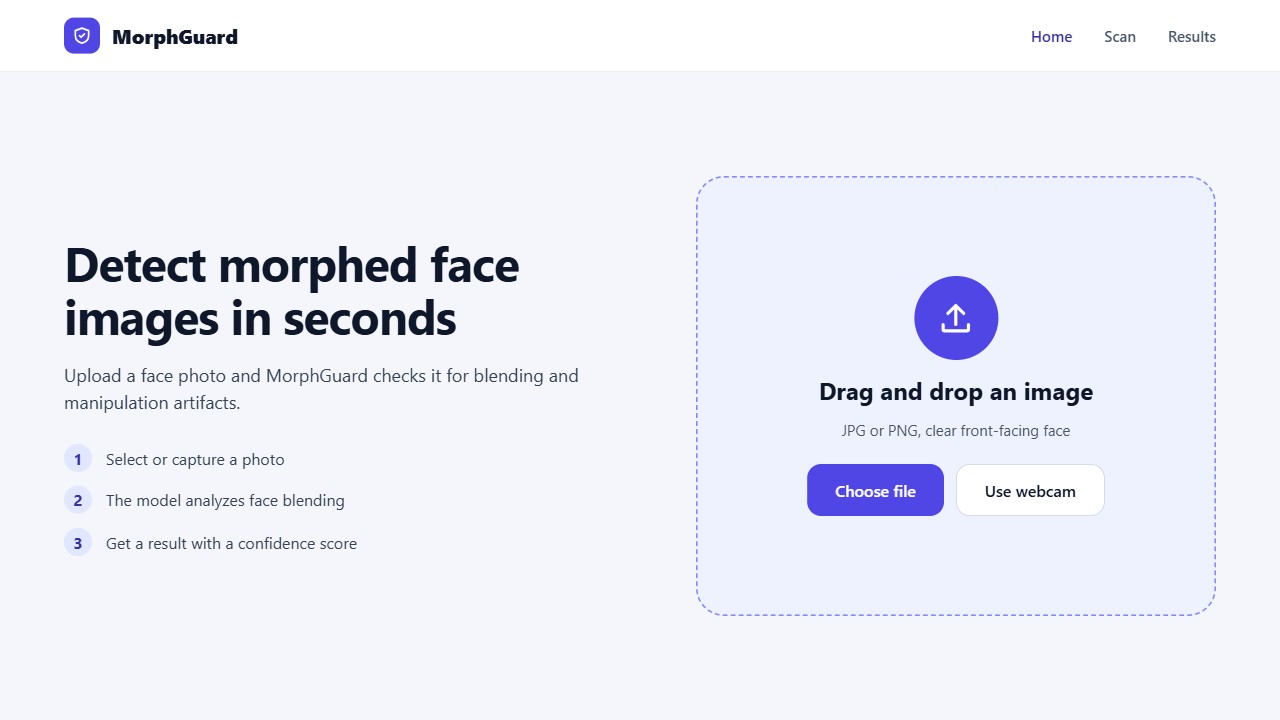 MorphGuard
Home
Scan
Results
Detect morphed face
images in seconds
Upload a face photo and MorphGuard checks it for blending and
manipulation artifacts.
1 Select or capture a photo
2 The model analyzes face blending
3 Get a result with a confidence score
Drag and drop an image
JPG or PNG, clear front-facing face
Choose file
Use webcam